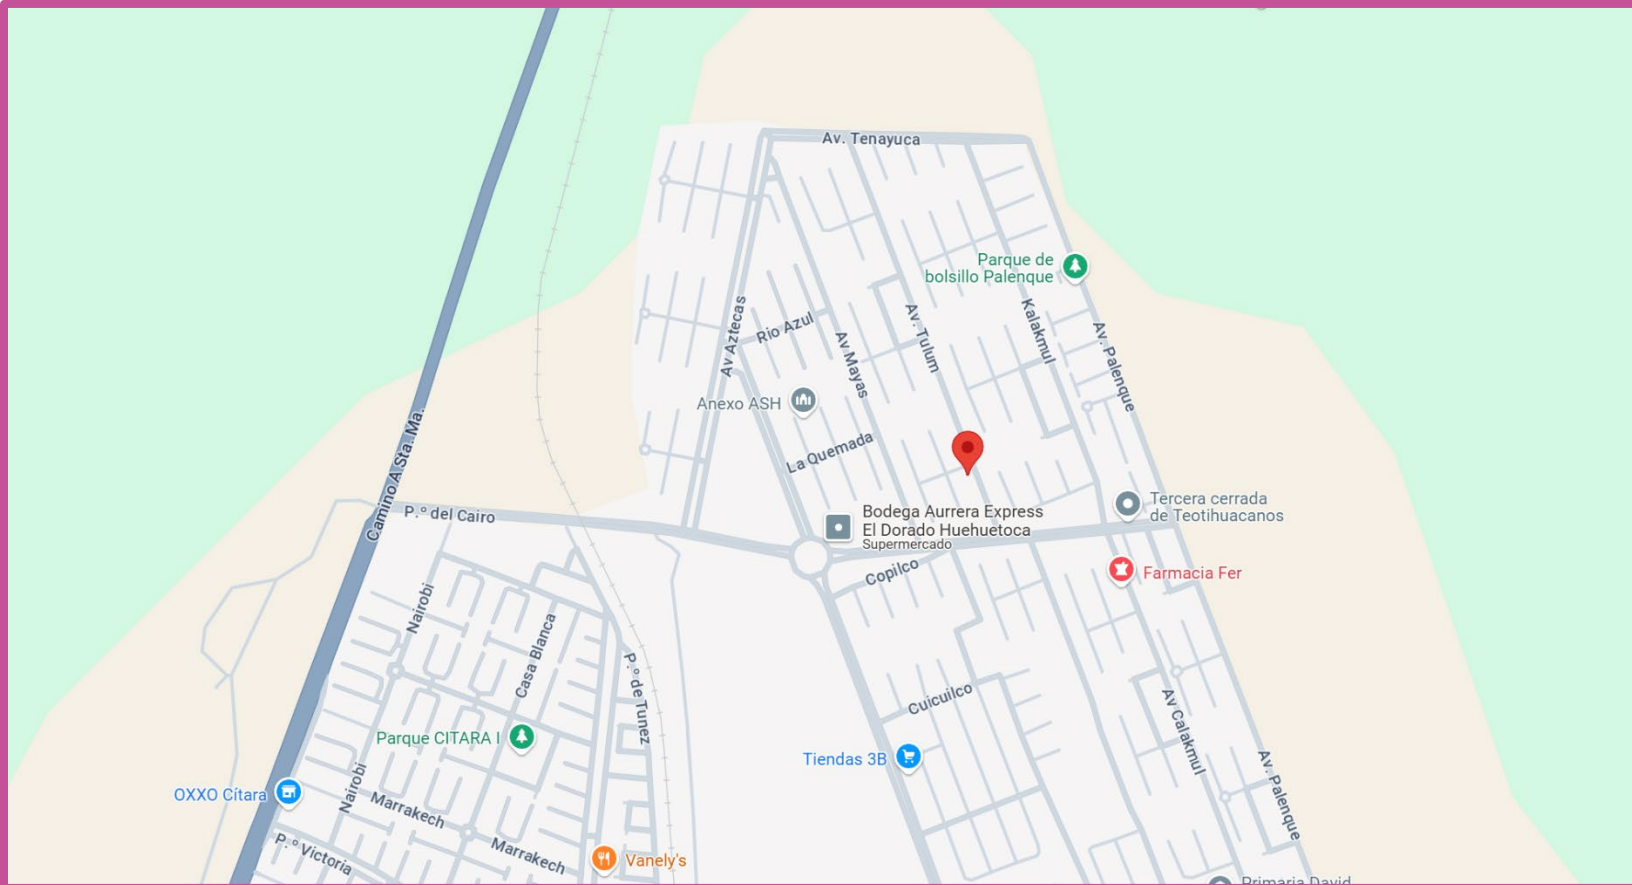 Av. Tenayuca
Parque de
bolsillo Palenque
Av Aztecas
Rio Azul
Av Mayas
Av. Tulum
Kalakmul
Av. Palenque
Anexo ASH
La Quemada
Camino A Sta. Ma.
P.º del Cairo
Bodega Aurrera Express
El Dorado Huehuetoca
Supermercado
Tercera cerrada
de Teotihuacanos
Copilco
Farmacia Fer
Nairobi
Casa Blanca
P.º de Tunez
Cuicuilco
Av Calakmul
Parque CITARA I
Tiendas 3B
Av. Palenque
OXXO Cítara
Nairobi
Marrakech
Marrakech
P.º Victoria
Vanely's
Primaria David